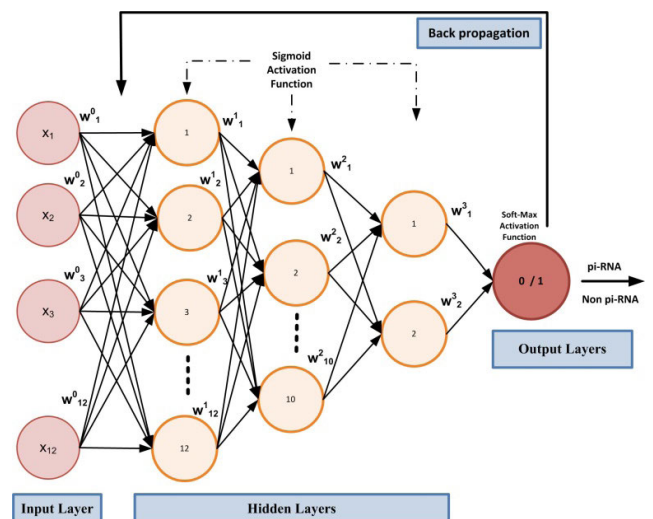 Back propagation
Sigmoid
Activation
Function
W⁰₁
X₁
1
W¹₁
1
W²₁
W⁰₂
X₂
2
W¹₂
1
W³₁
Soft-Max
Activation
Function
W⁰₃
X₃
3
W¹₃
2
W²₂
0 / 1
pi-RNA
Non pi-RNA
2
W³₂
Output Layers
W⁰₁₂
X₁₂
12
W¹₁₂
10
W²₁₀
Input Layer
Hidden Layers